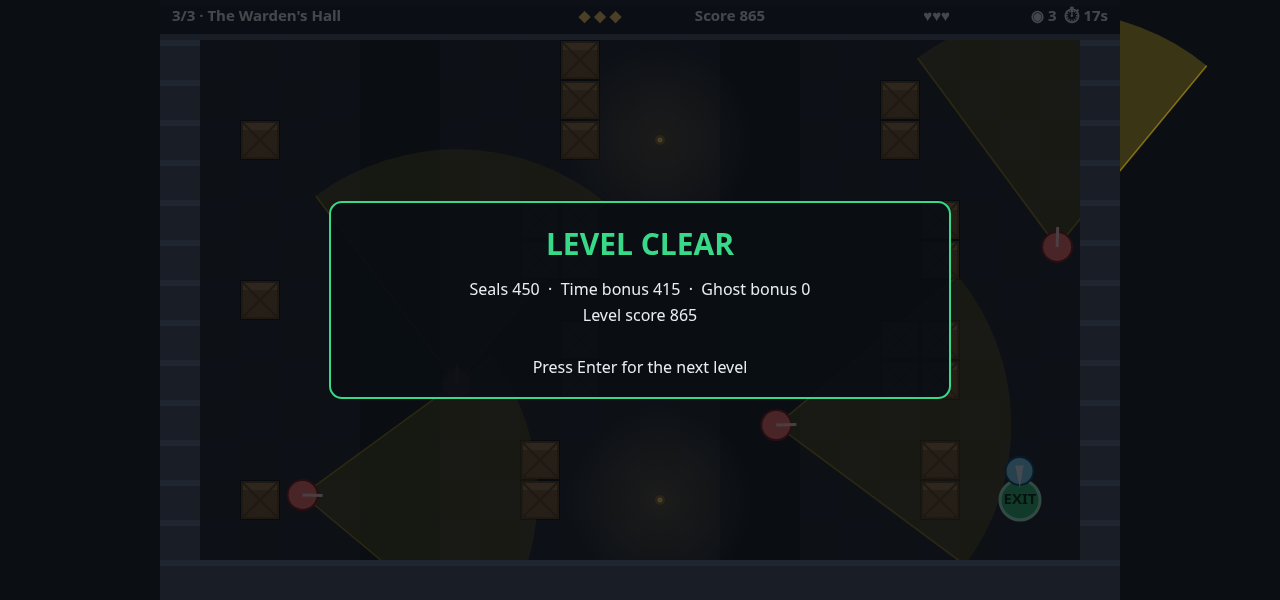 3/3 · The Warden's Hall
◆ ◆ ◆
Score 865
♥♥♥
◉ 3 ⏱ 17s
LEVEL CLEAR
Seals 450 · Time bonus 415 · Ghost bonus 0
Level score 865
Press Enter for the next level
EXIT